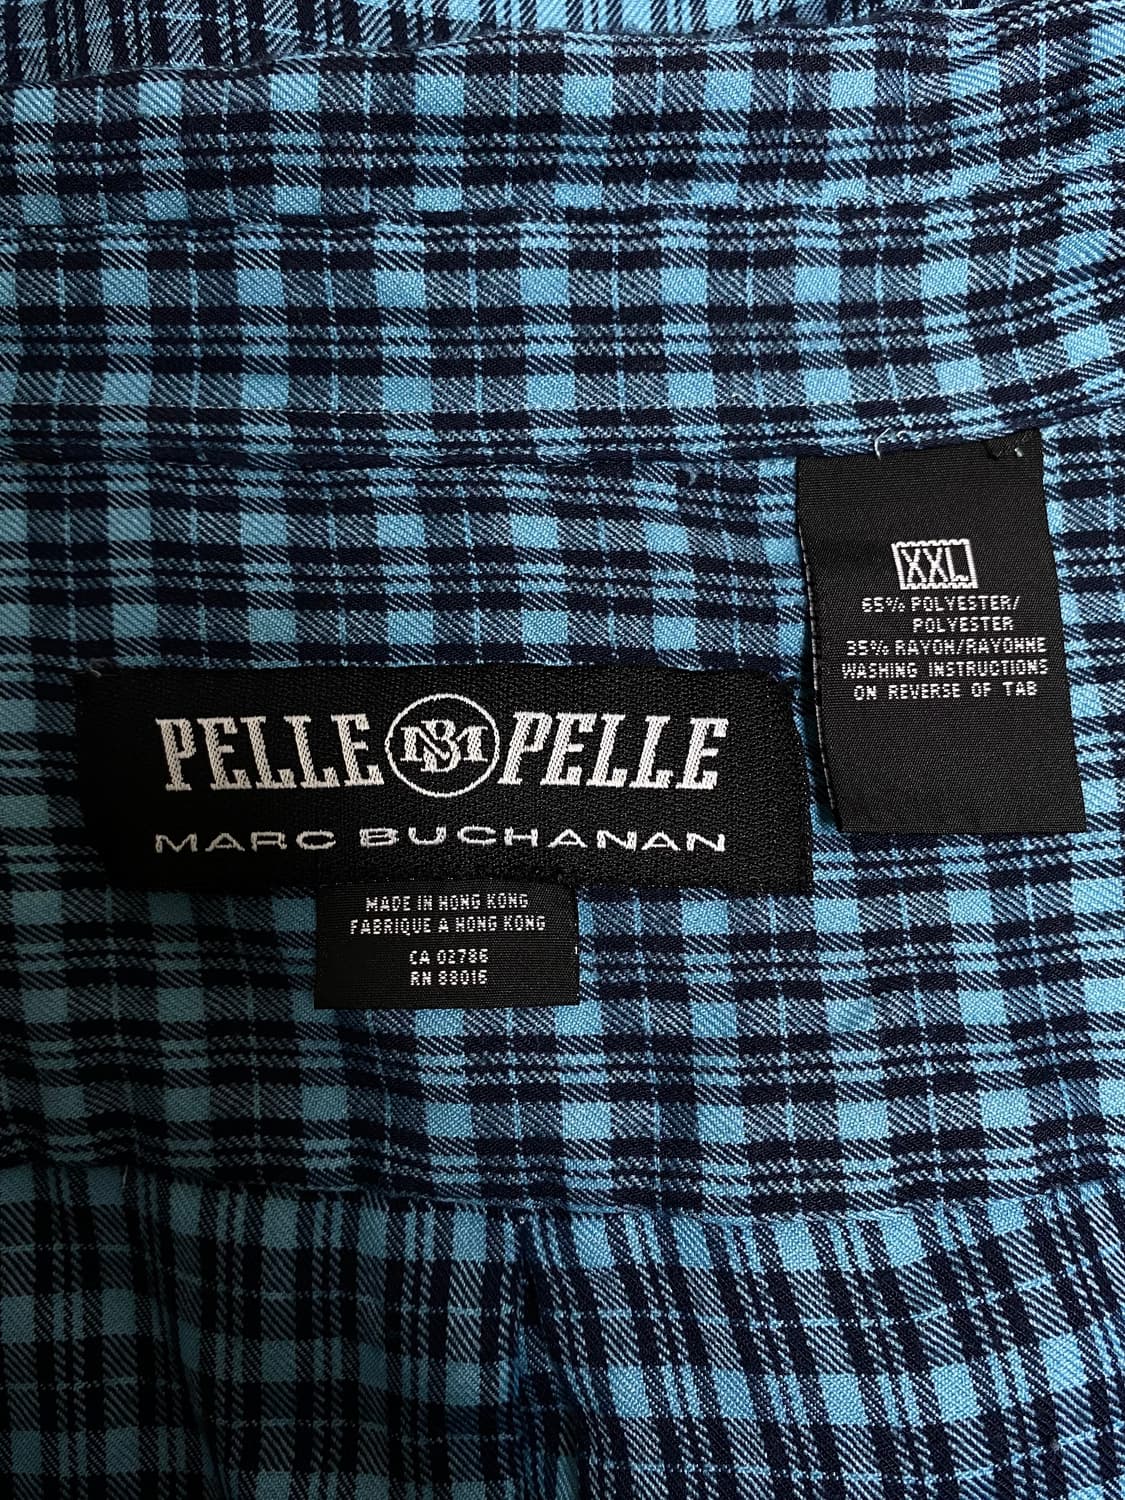 XXL
65% POLYESTER/
POLYESTER
35% RAYON/RAYONNE
WASHING INSTRUCTIONS
ON REVERSE OF TAB
PELLE MB PELLE
MARC BUCHANAN
MADE IN HONG KONG
FABRIQUE A HONG KONG
CA 02786
RN 88016